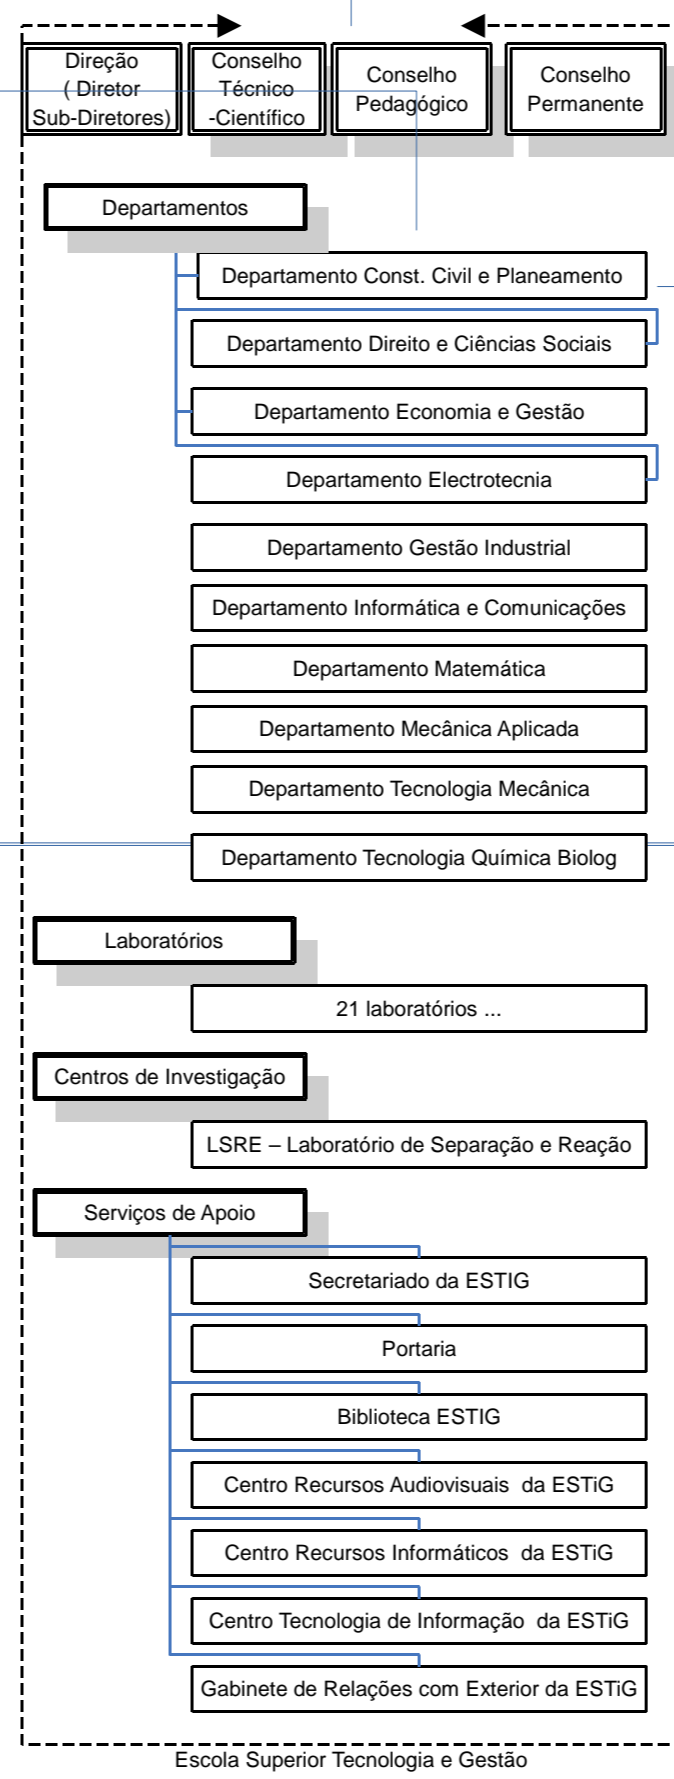 Direção
( Diretor
Sub-Diretores)
Conselho
Técnico
-Científico
Conselho
Pedagógico
Conselho
Permanente
Departamentos
Departamento Const. Civil e Planeamento
Departamento Direito e Ciências Sociais
Departamento Economia e Gestão
Departamento Electrotecnia
Departamento Gestão Industrial
Departamento Informática e Comunicações
Departamento Matemática
Departamento Mecânica Aplicada
Departamento Tecnologia Mecânica
Departamento Tecnologia Química Biolog
Laboratórios
21 laboratórios ...
Centros de Investigação
LSRE – Laboratório de Separação e Reação
Serviços de Apoio
Secretariado da ESTIG
Portaria
Biblioteca ESTIG
Centro Recursos Audiovisuais  da ESTiG
Centro Recursos Informáticos  da ESTiG
Centro Tecnologia de Informação  da ESTiG
Gabinete de Relações com Exterior da ESTiG
Escola Superior Tecnologia e Gestão